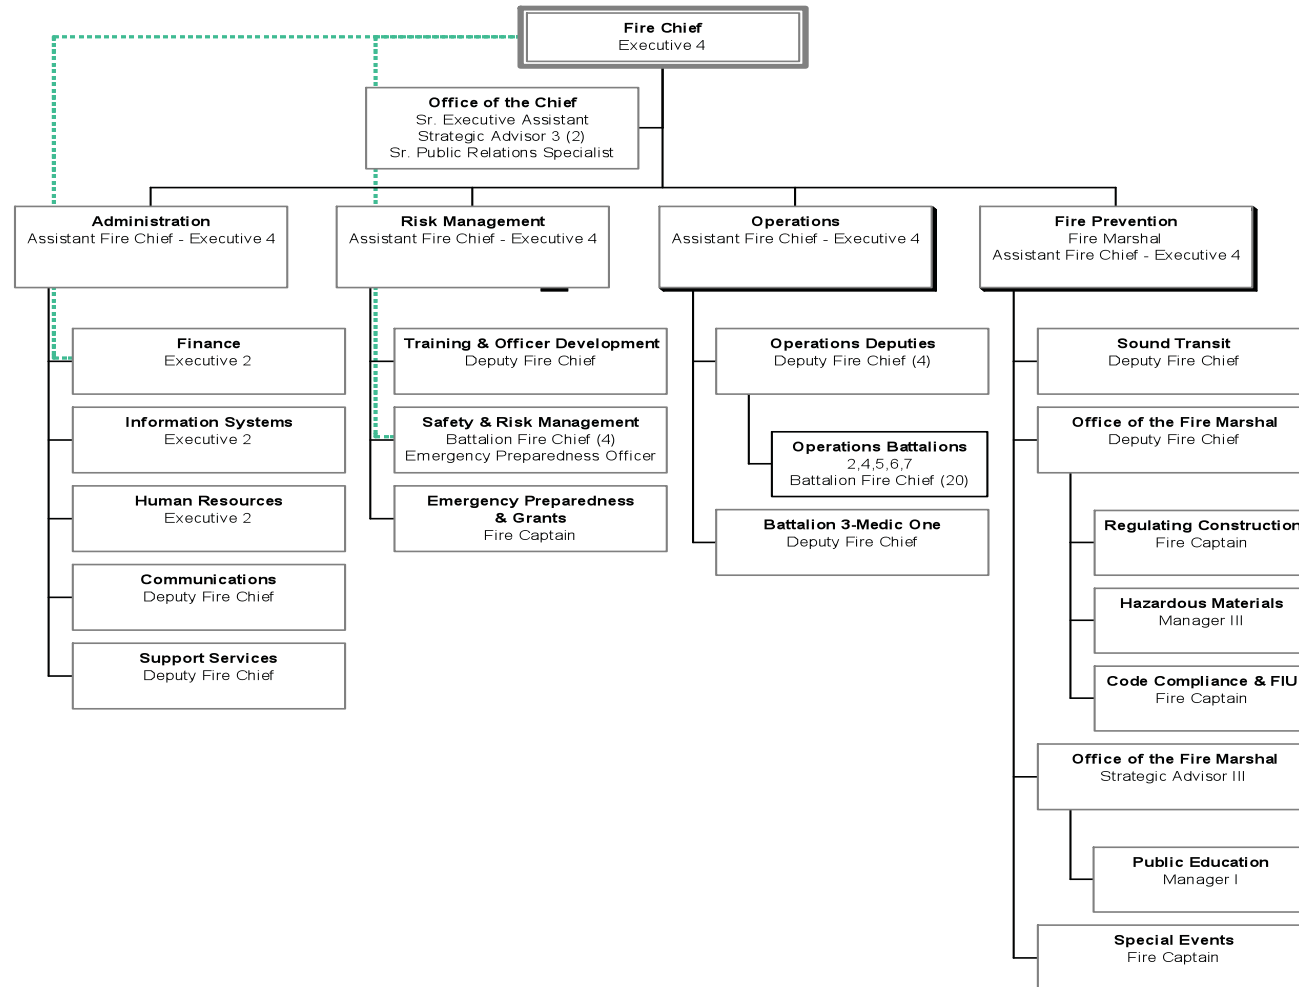 Fire Chief
Executive 4
Office of the Chief
Sr. Executive Assistant
Strategic Advisor 3 (2)
Sr. Public Relations Specialist
Administration
Assistant Fire Chief - Executive 4
Risk Management
Assistant Fire Chief - Executive 4
Operations
Assistant Fire Chief - Executive 4
Fire Prevention
Fire Marshal
Assistant Fire Chief - Executive 4
Finance
Executive 2
Information Systems
Executive 2
Human Resources
Executive 2
Communications
Deputy Fire Chief
Support Services
Deputy Fire Chief
Training & Officer Development
Deputy Fire Chief
Safety & Risk Management
Battalion Fire Chief (4)
Emergency Preparedness Officer
Emergency Preparedness
& Grants
Fire Captain
Operations Deputies
Deputy Fire Chief (4)
Operations Battalions
2,4,5,6,7
Battalion Fire Chief (20)
Battalion 3-Medic One
Deputy Fire Chief
Sound Transit
Deputy Fire Chief
Office of the Fire Marshal
Deputy Fire Chief
Regulating Construction
Fire Captain
Hazardous Materials
Manager III
Code Compliance & FIU
Fire Captain
Office of the Fire Marshal
Strategic Advisor III
Public Education
Manager I
Special Events
Fire Captain